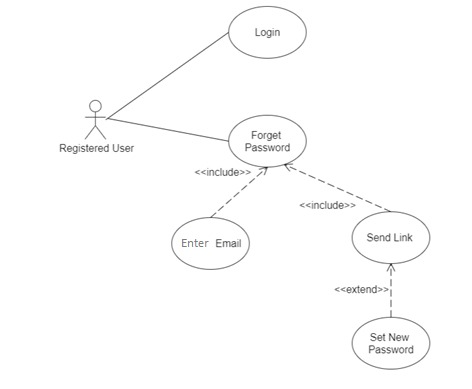 Login
Registered User
Forget
Password
<<include>>
<<include>>
Enter Email
Send Link
<<extend>>
Set New
Password